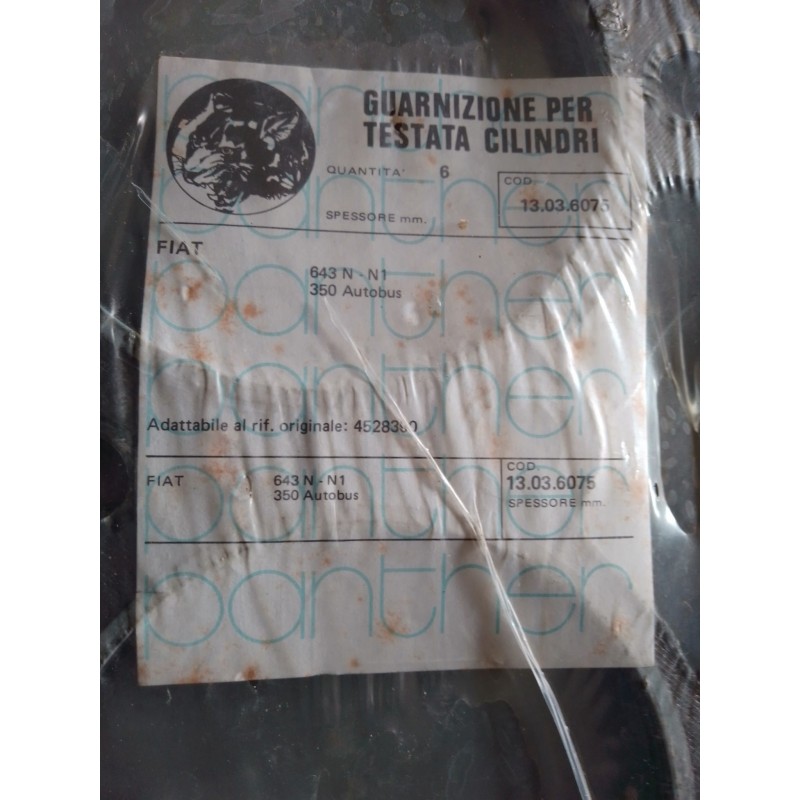 GUARNIZIONE PER
TESTATA CILINDRI
QUANTITA' 6
COD.
13.03.6075
SPESSORE mm.
FIAT
643 N - N1
350 Autobus
Adattabile al rif. originale:
FIAT
643 N - N1
350 Autobus
COD.
13.03.6075
SPESSORE mm.
panther
panther
panther
panther
panther
panther